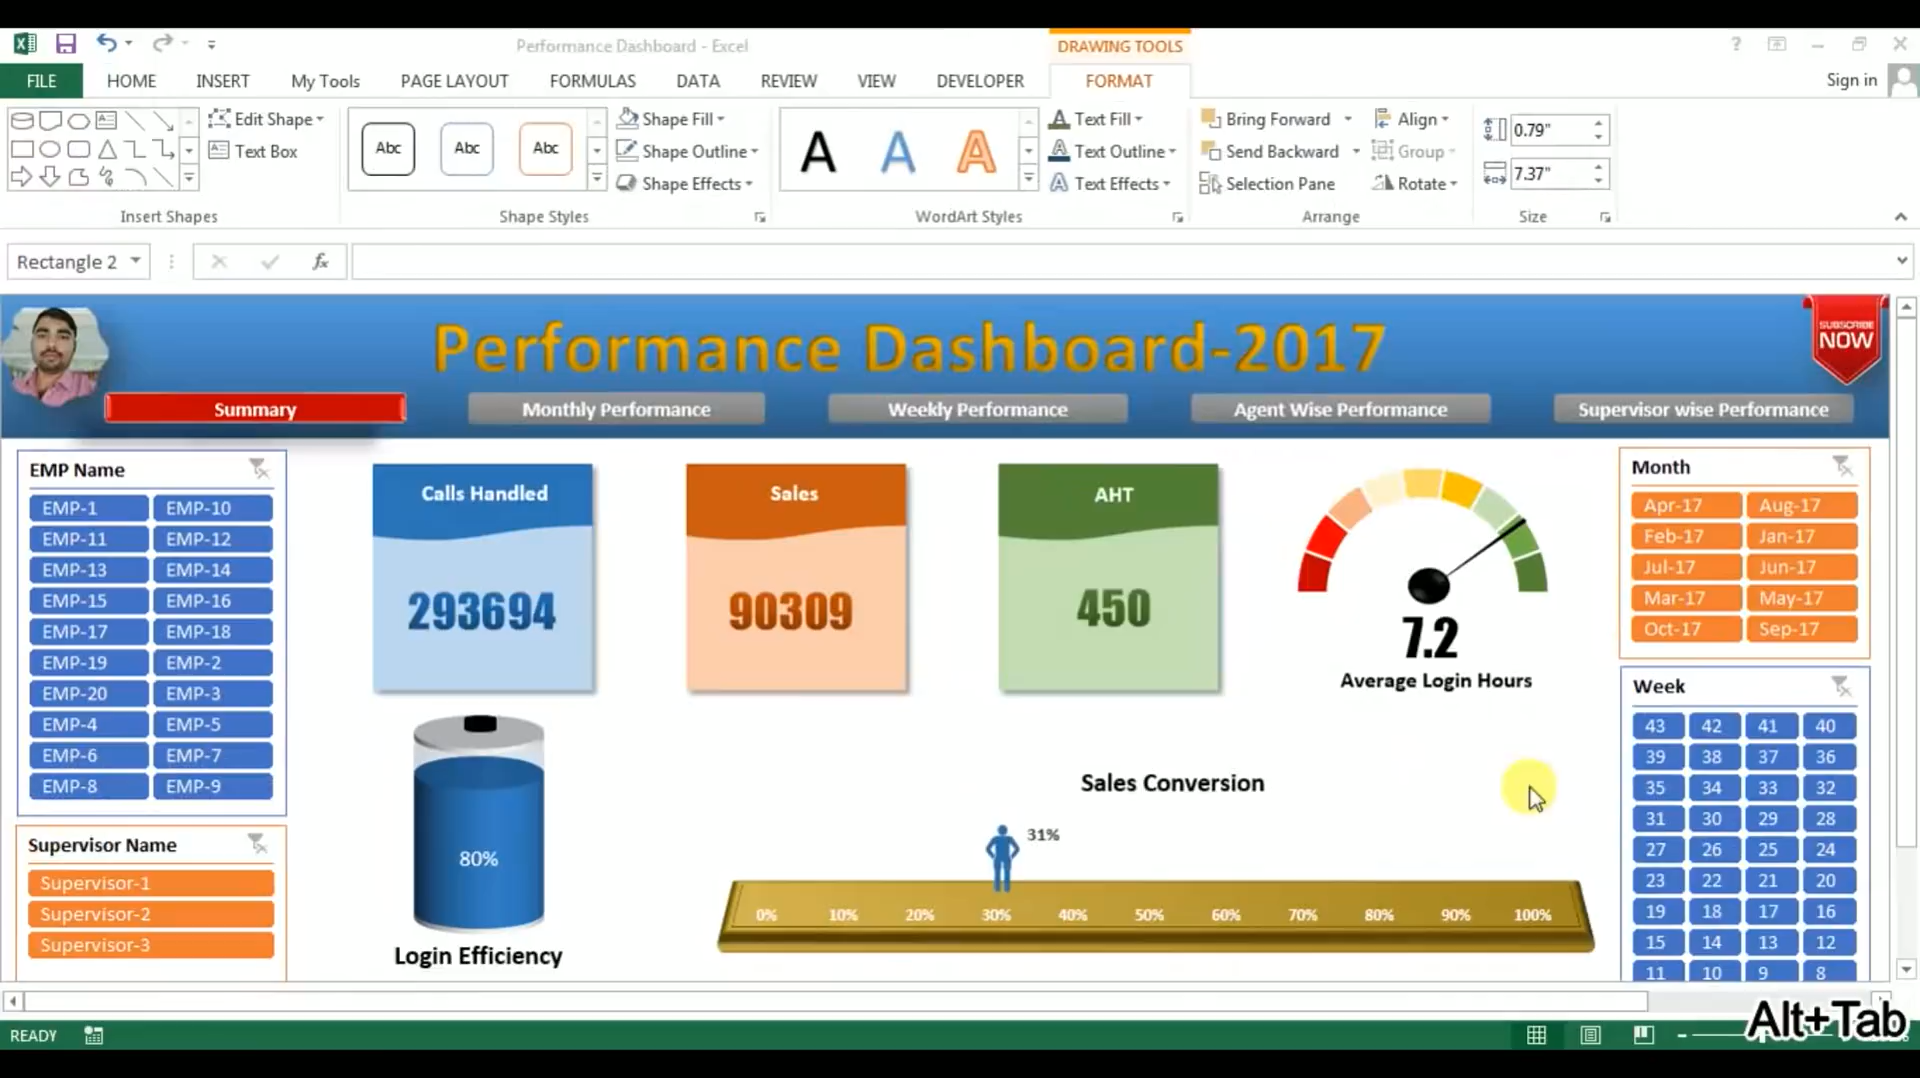 Performance Dashboard - Excel
DRAWING TOOLS
?
FILE HOME INSERT My Tools PAGE LAYOUT FORMULAS DATA REVIEW VIEW DEVELOPER FORMAT Sign in
Edit Shape
Text Box
Insert Shapes
Abc Abc Abc
Shape Fill
Shape Outline
Shape Effects
Shape Styles
A A A
Text Fill
Text Outline
Text Effects
WordArt Styles
Bring Forward
Send Backward
Selection Pane
Align
Group
Rotate
Arrange
0.79"
7.37"
Size
Rectangle 2
fx
Performance Dashboard-2017
SUBSCRIBE
NOW
Summary Monthly Performance Weekly Performance Agent Wise Performance Supervisor wise Performance
EMP Name
EMP-1 EMP-10
EMP-11 EMP-12
EMP-13 EMP-14
EMP-15 EMP-16
EMP-17 EMP-18
EMP-19 EMP-2
EMP-20 EMP-3
EMP-4 EMP-5
EMP-6 EMP-7
EMP-8 EMP-9
Supervisor Name
Supervisor-1
Supervisor-2
Supervisor-3
Calls Handled
293694
Sales
90309
AHT
450
7.2
Average Login Hours
80%
Login Efficiency
Sales Conversion
31%
0% 10% 20% 30% 40% 50% 60% 70% 80% 90% 100%
Month
Apr-17 Aug-17
Feb-17 Jan-17
Jul-17 Jun-17
Mar-17 May-17
Oct-17 Sep-17
Week
43 42 41 40
39 38 37 36
35 34 33 32
31 30 29 28
27 26 25 24
23 22 21 20
19 18 17 16
15 14 13 12
11 10 9 8
READY
Alt+Tab